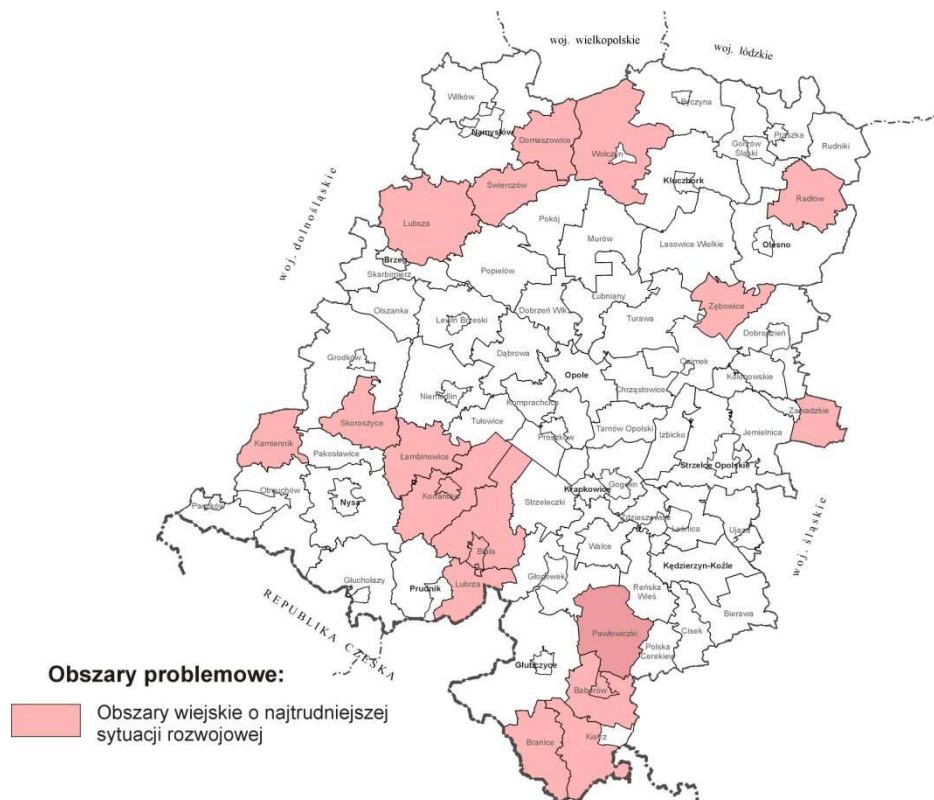 woj. wielkopolskie
woj. łódzkie
woj. dolnośląskie
Wilków
Namysłów
Domaszowice
Wołczyn
Byczyna
Gorzów
Śląski
Praszka
Rudniki
Kluczbork
Radłów
Świerczów
Lubsza
Pokój
Murów
Lasowice Wielkie
Olesno
Brzeg
Skarbimierz
Popielów
Olszanka
Lewin Brzeski
Dobrzeń Wlk.
Łubniany
Turawa
Zębowice
Dobrodzień
Grodków
Dąbrowa
Opole
Ozimek
Kolonowskie
Niemodlin
Komprachcice
Chrząstowice
Zawadzkie
Skoroszyce
Tułowice
Prószków
Tarnów Opolski
Izbicko
Jemielnica
Kamiennik
Pakosławice
Łambinowice
Strzelce Opolskie
Otmuchów
Paczków
Nysa
Korfantów
Strzeleczki
Krapkowice
Gogolin
Zdzieszowice
Leśnica
Ujazd
woj. śląskie
Biała
Walce
Kędzierzyn-Koźle
Głuchołazy
Prudnik
Lubrza
Głogówek
Reńska
Wieś
Bierawa
REPUBLIKA CZESKA
Pawłowiczki
Cisek
Polska
Cerekiew
Głubczyce
Baborów
Branice
Kietrz
Obszary problemowe:
Obszary wiejskie o najtrudniejszej
sytuacji rozwojowej